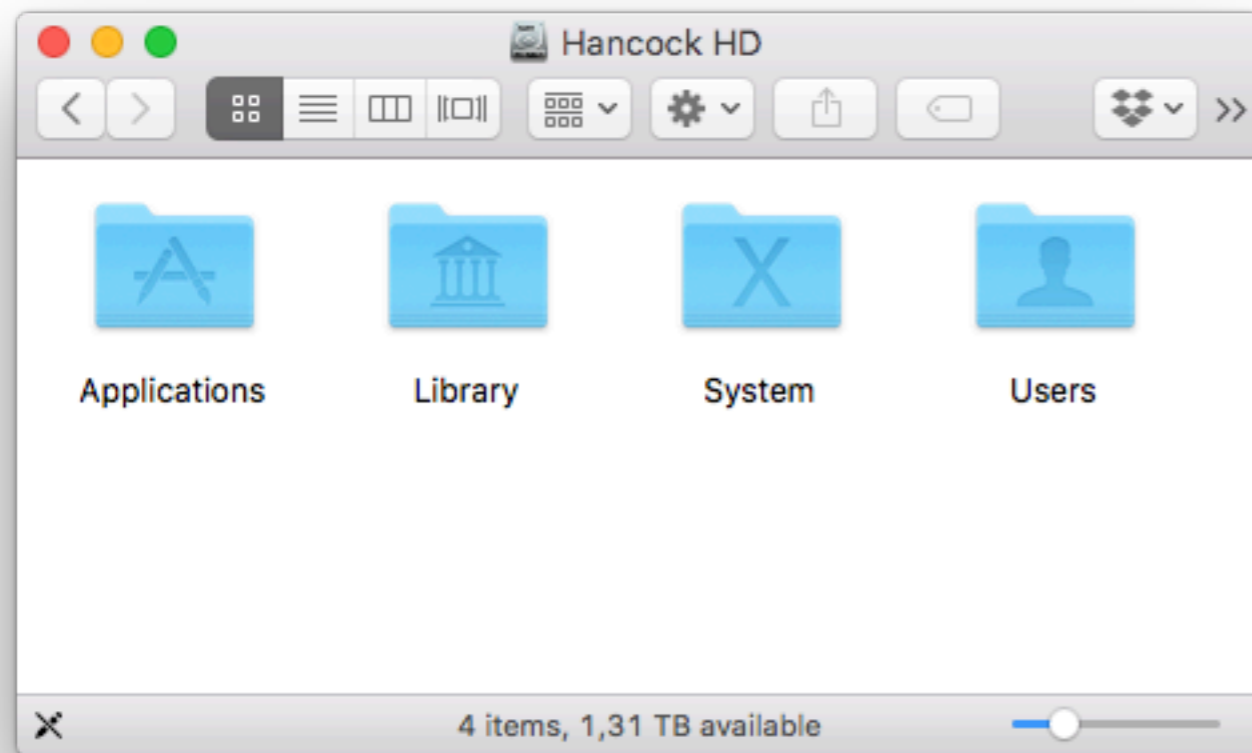 Hancock HD
Applications Library System Users
4 items, 1,31 TB available